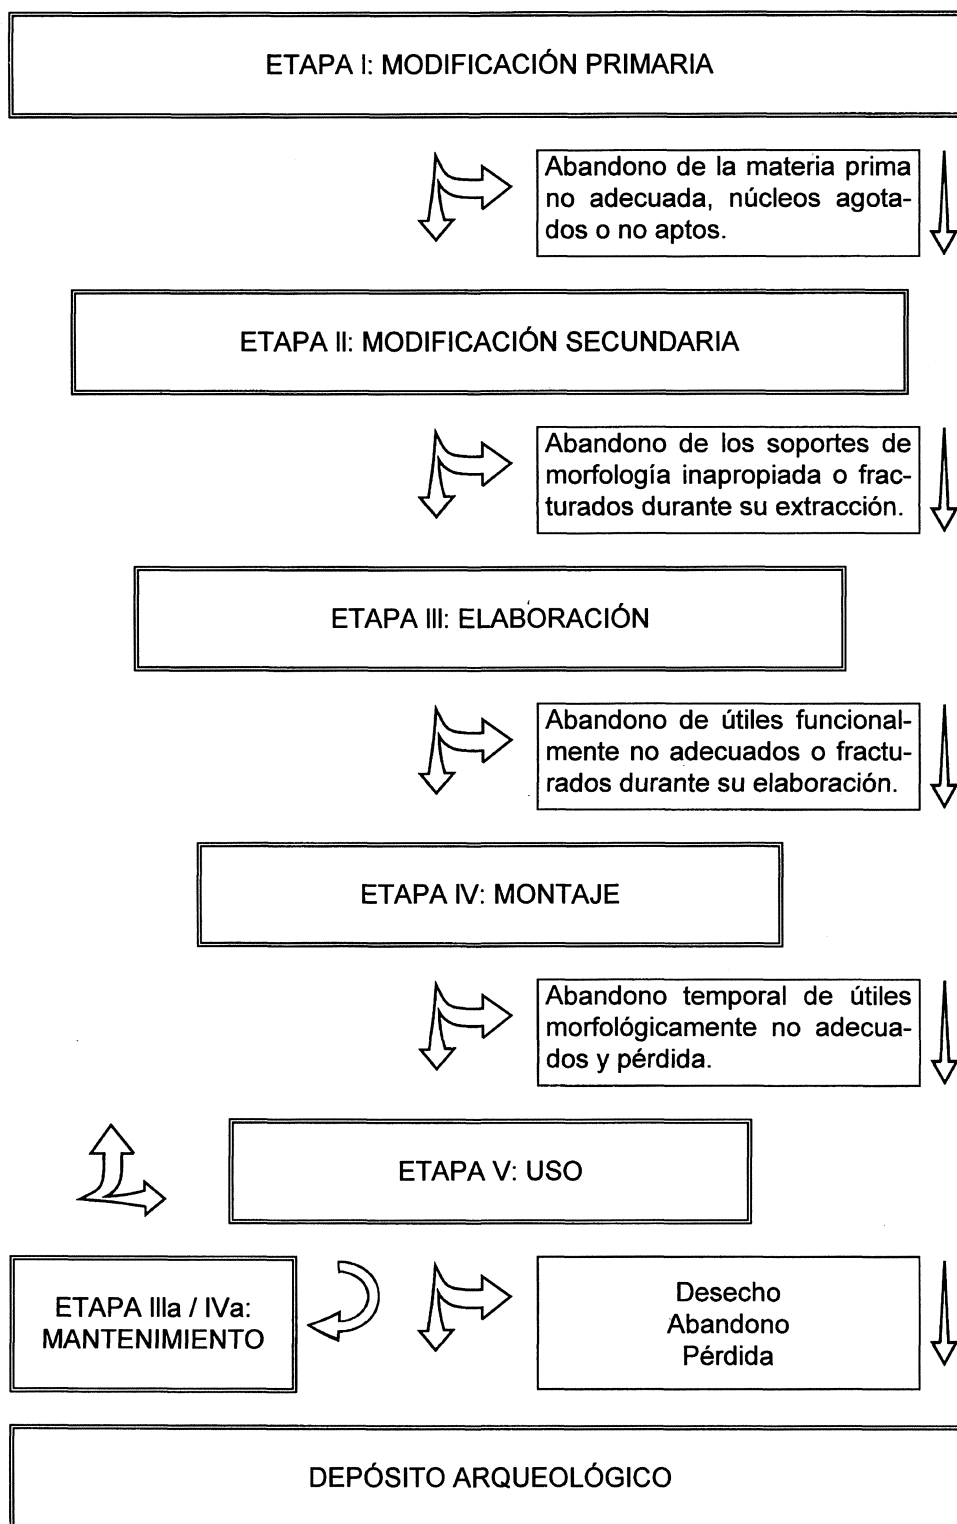 ETAPA I: MODIFICACIÓN PRIMARIA
Abandono de la materia prima
no adecuada, núcleos agota-
dos o no aptos.
ETAPA II: MODIFICACIÓN SECUNDARIA
Abandono de los soportes de
morfología inapropiada o frac-
turados durante su extracción.
ETAPA III: ELABORACIÓN
Abandono de útiles funcional-
mente no adecuados o fractu-
rados durante su elaboración.
ETAPA IV: MONTAJE
Abandono temporal de útiles
morfológicamente no adecua-
dos y pérdida.
ETAPA V: USO
ETAPA IIIa / IVa:
MANTENIMIENTO
Desecho
Abandono
Pérdida
DEPÓSITO ARQUEOLÓGICO